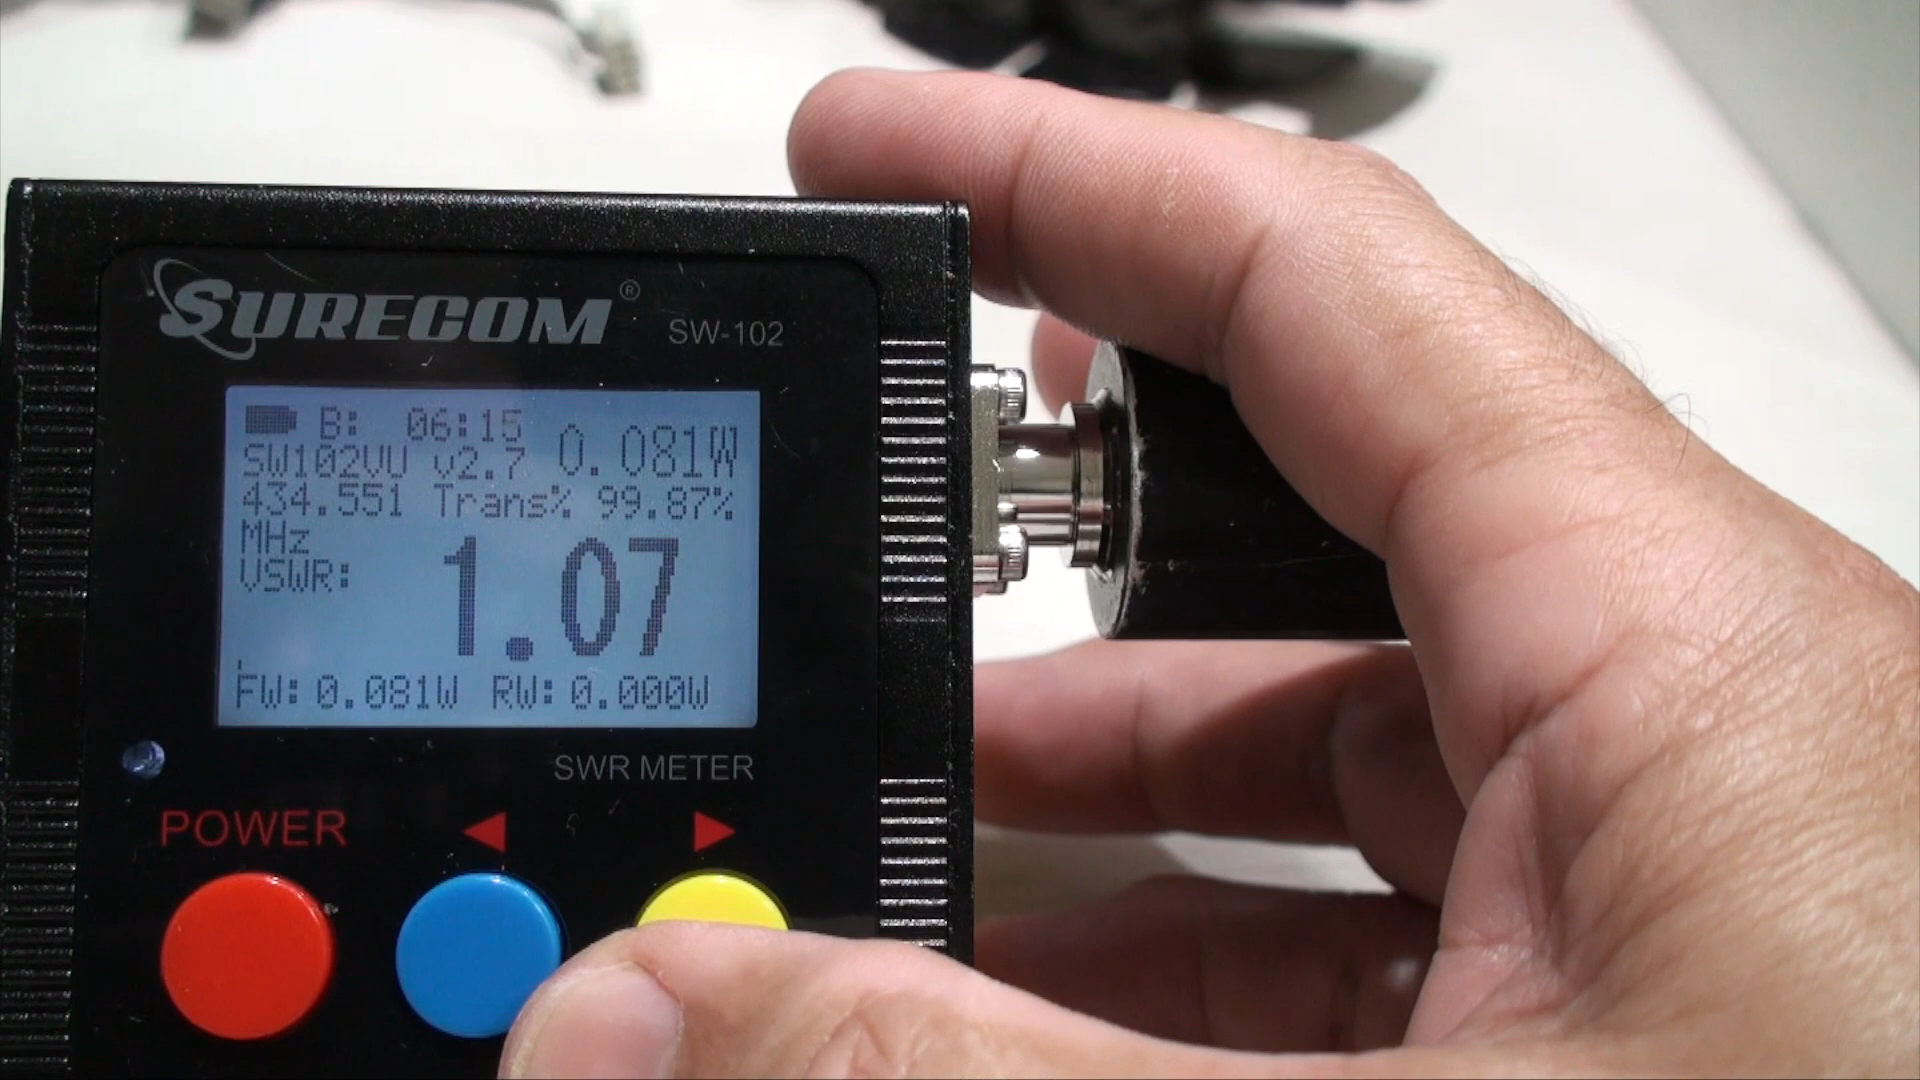 SURECOM®
SW-102
B: 06:15 0.081W
SW102VU v2.7
434.551 Trans% 99.87%
MHz
VSWR: 1.07
FW: 0.081W RW: 0.000W
SWR METER
POWER ◀ ▶